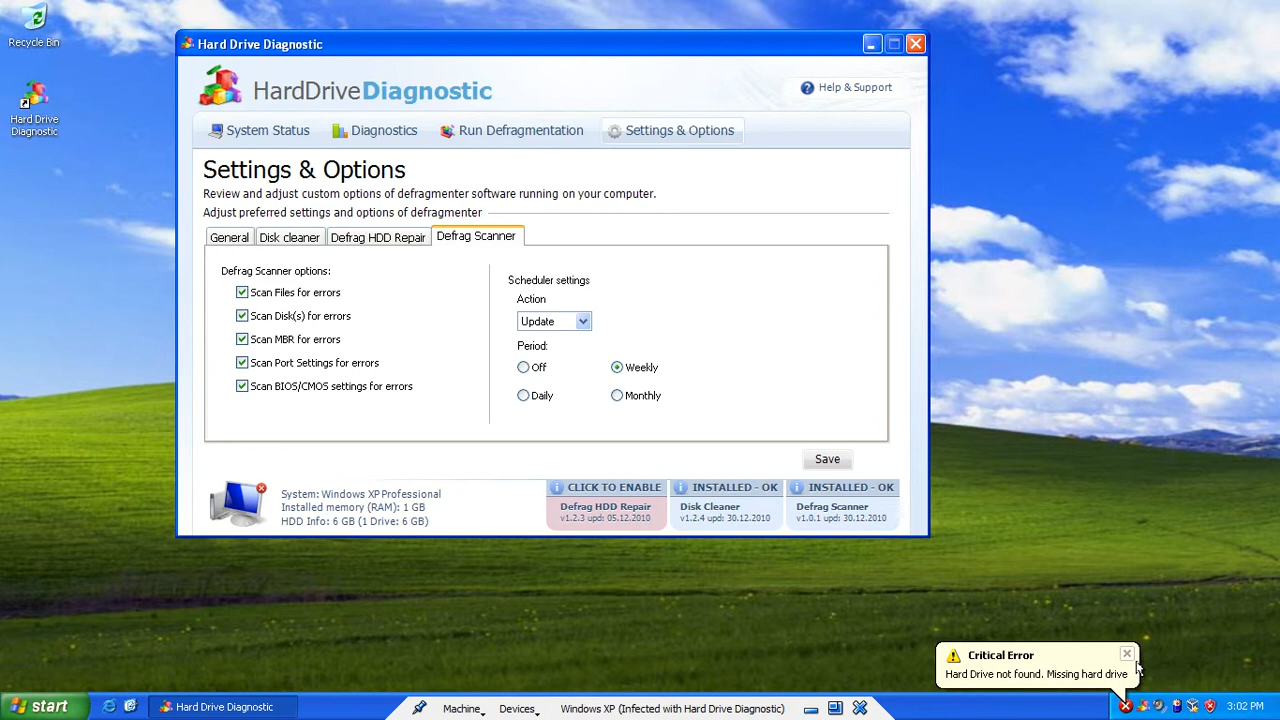 Recycle Bin
Hard Drive
Diagnostic
Hard Drive Diagnostic
HardDriveDiagnostic
Help & Support
System Status
Diagnostics
Run Defragmentation
Settings & Options
Settings & Options
Review and adjust custom options of defragmenter software running on your computer.
Adjust preferred settings and options of defragmenter
General
Disk cleaner
Defrag HDD Repair
Defrag Scanner
Defrag Scanner options:
Scan Files for errors
Scan Disk(s) for errors
Scan MBR for errors
Scan Port Settings for errors
Scan BIOS/CMOS settings for errors
Scheduler settings
Action
Update
Period:
Off
Weekly
Daily
Monthly
Save
System: Windows XP Professional
Installed memory (RAM): 1 GB
HDD Info: 6 GB (1 Drive: 6 GB)
CLICK TO ENABLE
Defrag HDD Repair
v1.2.3 upd: 05.12.2010
INSTALLED - OK
Disk Cleaner
v1.2.4 upd: 30.12.2010
INSTALLED - OK
Defrag Scanner
v1.0.1 upd: 30.12.2010
Critical Error
Hard Drive not found. Missing hard drive
start
Hard Drive Diagnostic
Machine
Devices
Windows XP (Infected with Hard Drive Diagnostic)
3:02 PM